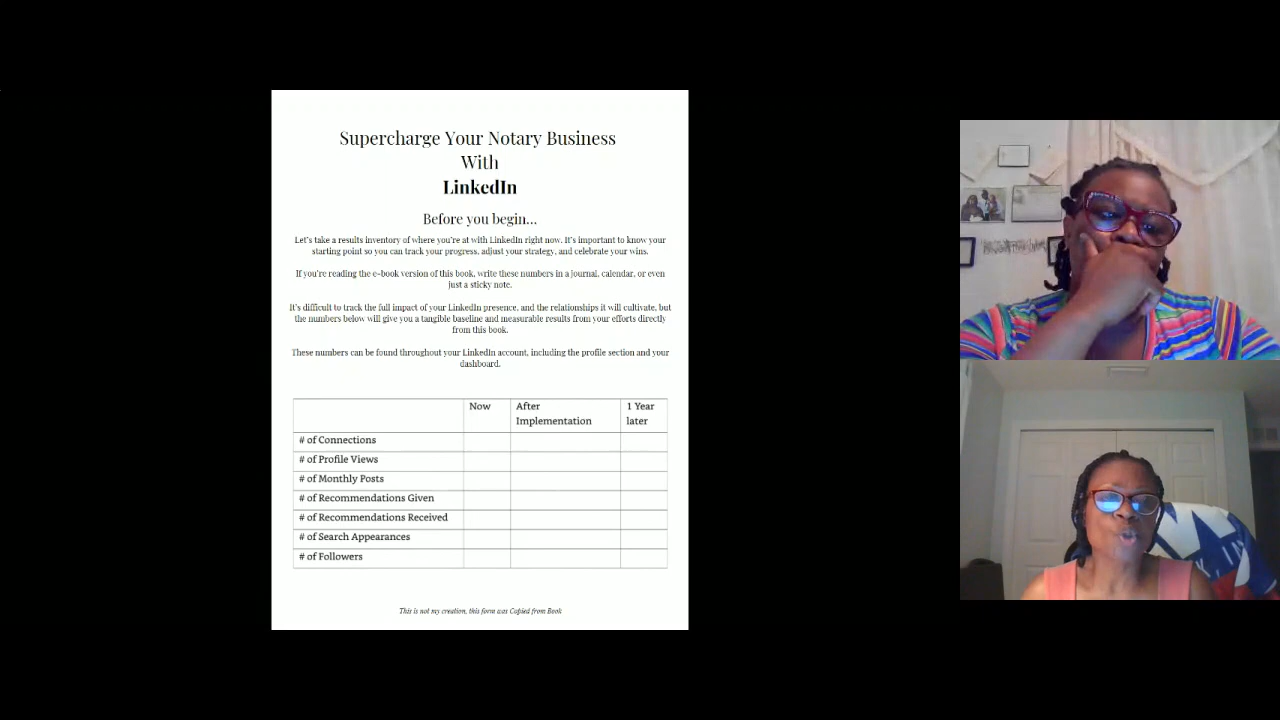 Supercharge Your Notary Business
With
LinkedIn
Before you begin...
Let's take a results inventory of where you're at with LinkedIn right now. It's important to know your
starting point so you can track your progress, adjust your strategy, and celebrate your wins.
If you're reading the e-book version of this book, write these numbers in a journal, calendar, or even
just a sticky note.
It's difficult to track the full impact of your LinkedIn presence, and the relationships it will cultivate, but
the numbers below will give you a tangible baseline and measurable results from your efforts directly
from this book.
These numbers can be found throughout your LinkedIn account, including the profile section and your
dashboard.
Now After 1 Year
Implementation later
# of Connections
# of Profile Views
# of Monthly Posts
# of Recommendations Given
# of Recommendations Received
# of Search Appearances
# of Followers
This is not my creation, this form was Copied from Book